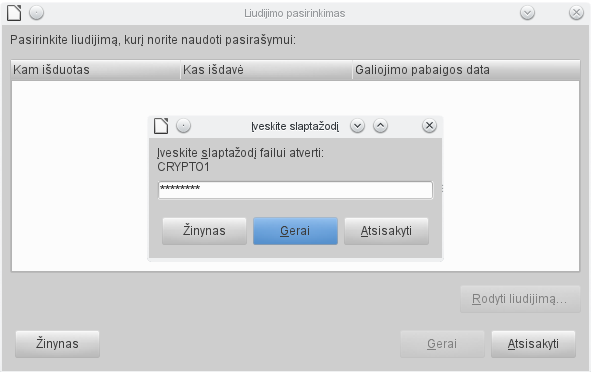 Liudijimo pasirinkimas
Pasirinkite liudijimą, kurį norite naudoti pasirašymui:
Kam išduotas Kas išdavė Galiojimo pabaigos data
Įveskite slaptažodį
Įveskite slaptažodį failui atverti:
CRYPTO1
********
Žinynas Gerai Atsisakyti
Rodyti liudijimą...
Žinynas Gerai Atsisakyti